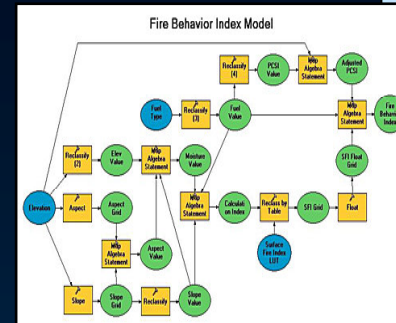 Fire Behavior Index Model
Reclassify
(4)
PCSI
Value
Map
Algebra
Statement
Adjusted
PCSI
Fuel
Type
Reclassify
(3)
Fuel
Value
Map
Algebra
Statement
Fire
Behavior
Index
Reclassify
(2)
Elev
Value
Map
Algebra
Statement
Moisture
Value
SFI Float
Grid
Elevation
Aspect
Aspect
Grid
Map
Algebra
Statement
Calculati
on Index
Reclass by
Table
SFI Grid
Float
Map
Algebra
Statement
Aspect
Value
Surface
Fire Index
LUT
Slope
Slope
Grid
Reclassify
Slope
Value